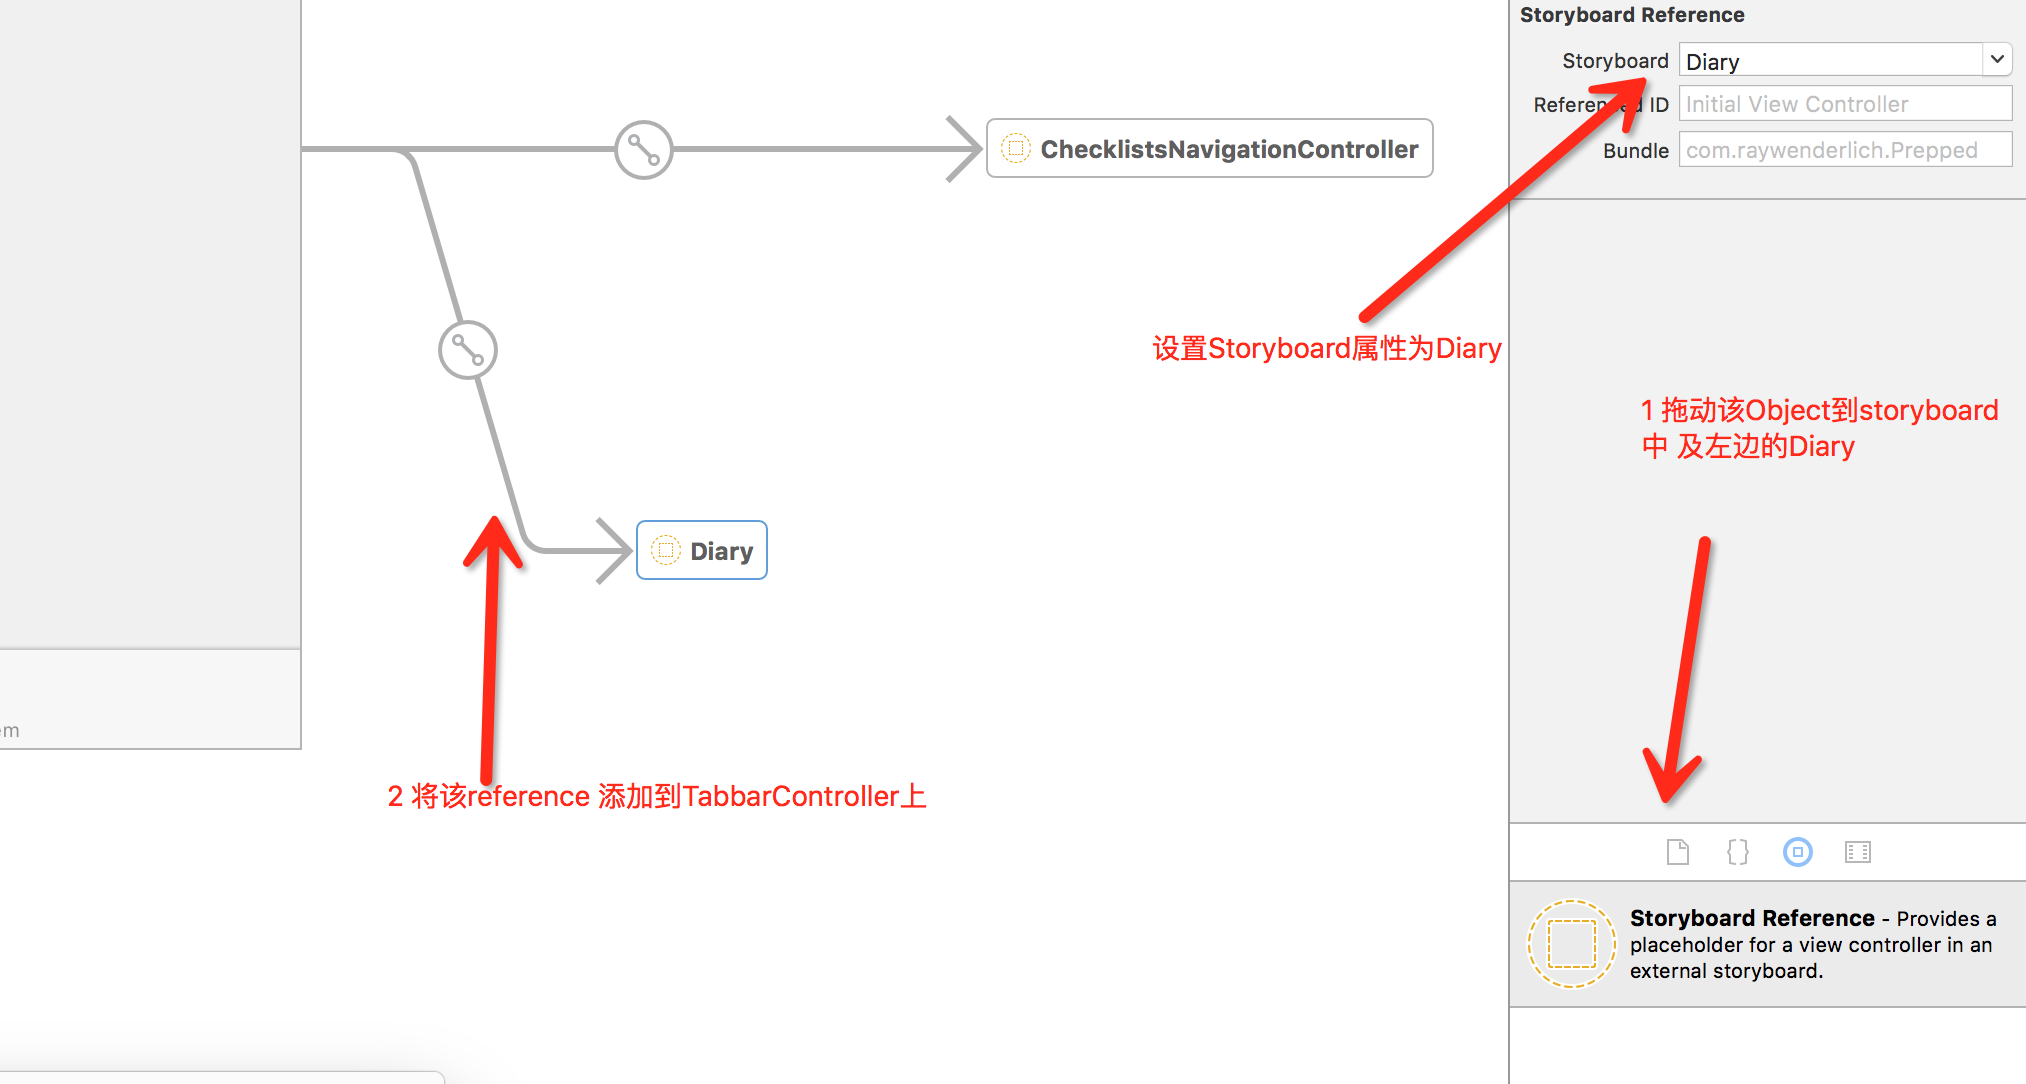 Storyboard Reference
Storyboard Diary
Referenced ID Initial View Controller
Bundle com.raywenderlich.Prepped
ChecklistsNavigationController
设置Storyboard属性为Diary
1 拖动该Object到storyboard
中 及左边的Diary
Diary
em
2 将该reference 添加到TabbarController上
Storyboard Reference - Provides a
placeholder for a view controller in an
external storyboard.